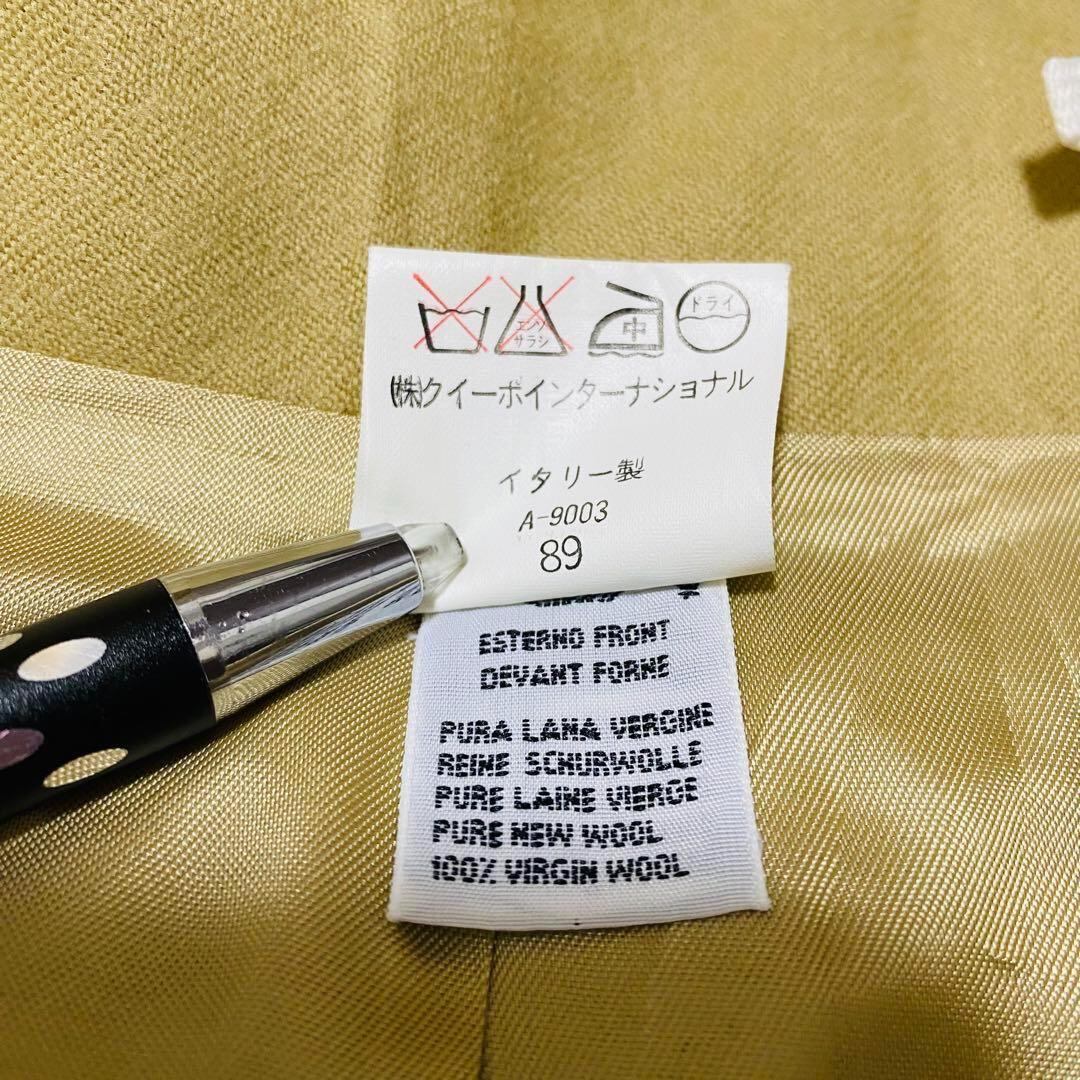 エンソ
サラシ
中
ドライ
㈱クイーポインターナショナル
イタリー製
A-9003
89
ESTERNO FRONT
DEVANT FORNE
PURA LANA VERGINE
REINE SCHURWOLLE
PURE LAINE VIERGE
PURE NEW WOOL
100% VIRGIN WOOL